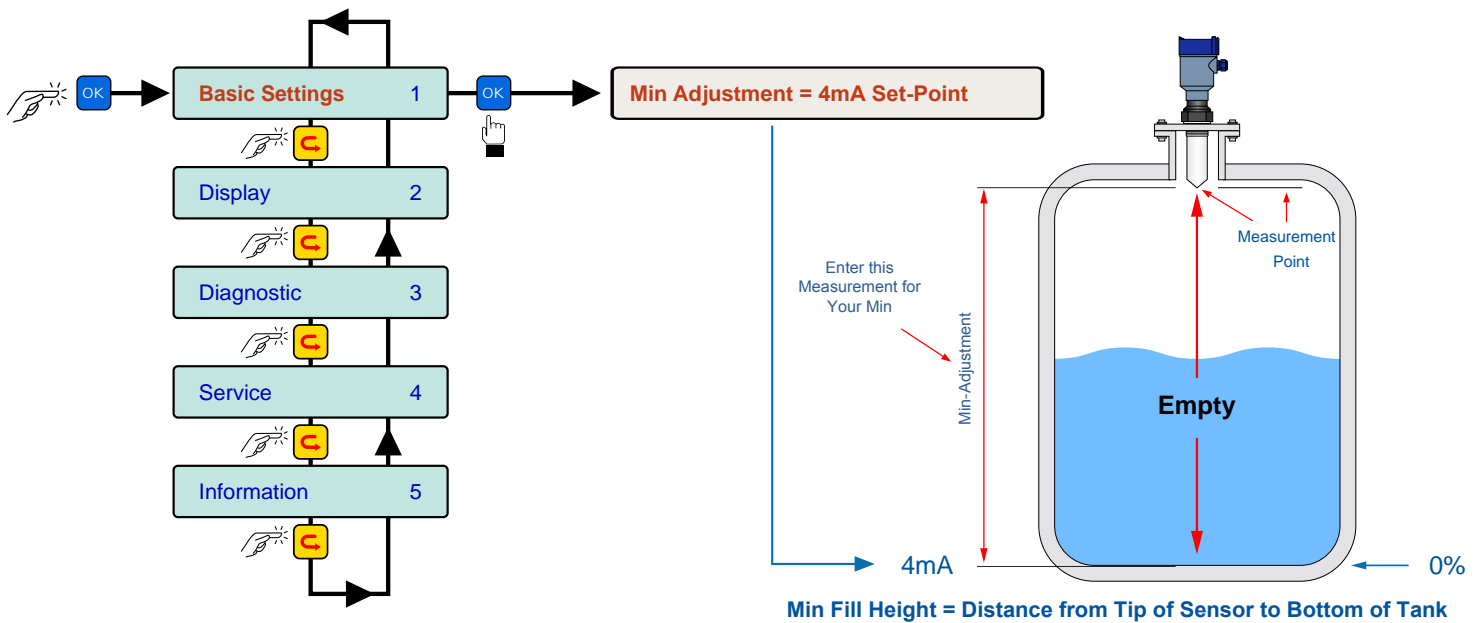 OK
Basic Settings 1
OK
Min Adjustment = 4mA Set-Point
Display 2
Diagnostic 3
Service 4
Information 5
Enter this
Measurement for
Your Min
Min-Adjustment
Measurement
Point
Empty
4mA
0%
Min Fill Height = Distance from Tip of Sensor to Bottom of Tank